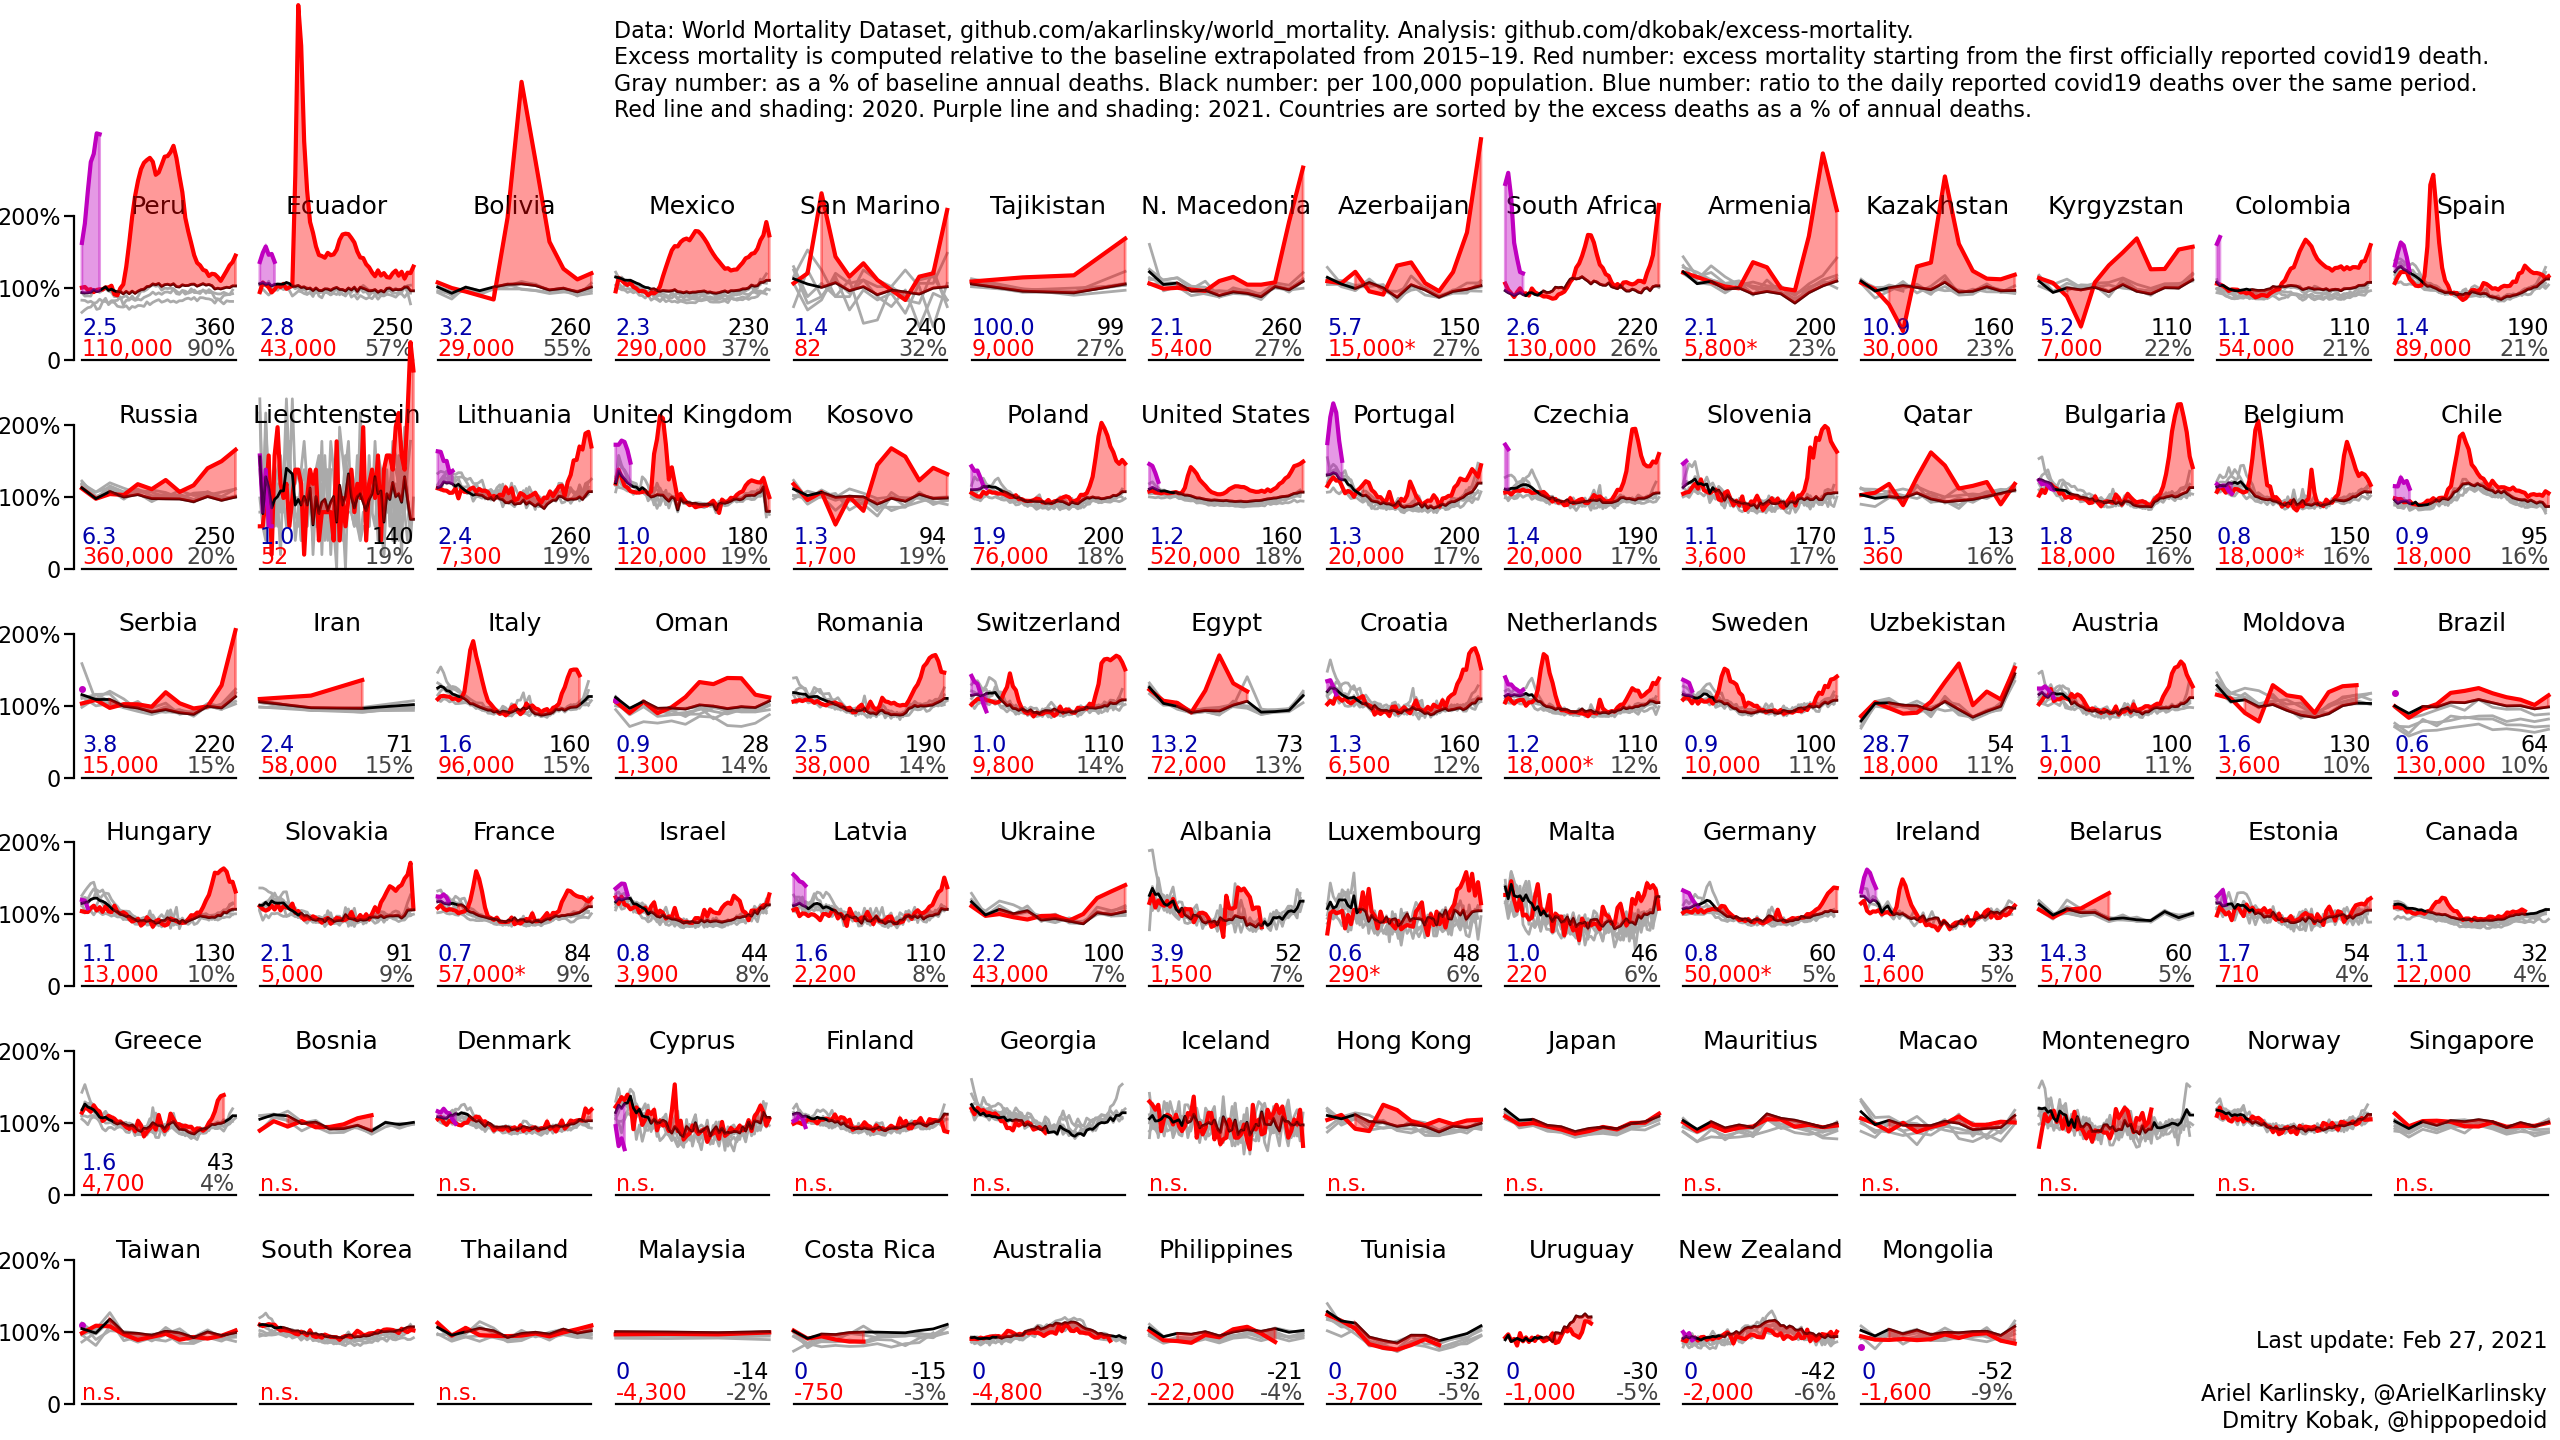 Data: World Mortality Dataset, github.com/akarlinsky/world_mortality. Analysis: github.com/dkobak/excess-mortality.
Excess mortality is computed relative to the baseline extrapolated from 2015–19. Red number: excess mortality starting from the first officially reported covid19 death.
Gray number: as a % of baseline annual deaths. Black number: per 100,000 population. Blue number: ratio to the daily reported covid19 deaths over the same period.
Red line and shading: 2020. Purple line and shading: 2021. Countries are sorted by the excess deaths as a % of annual deaths.
Peru Ecuador Bolivia Mexico San Marino Tajikistan N. Macedonia Azerbaijan South Africa Armenia Kazakhstan Kyrgyzstan Colombia Spain
200%
100%
2.5 360 2.8 250 3.2 260 2.3 230 1.4 240 100.0 99 2.1 260 5.7 150 2.6 220 2.1 200 10.9 160 5.2 110 1.1 110 1.4 190
0 110,000 90% 43,000 57% 29,000 55% 290,000 37% 82 32% 9,000 27% 5,400 27% 15,000* 27% 130,000 26% 5,800* 23% 30,000 23% 7,000 22% 54,000 21% 89,000 21%
Russia Liechtenstein Lithuania United Kingdom Kosovo Poland United States Portugal Czechia Slovenia Qatar Bulgaria Belgium Chile
200%
100%
6.3 250 1.0 140 2.4 260 1.0 180 1.3 94 1.9 200 1.2 160 1.3 200 1.4 190 1.1 170 1.5 13 1.8 250 0.8 150 0.9 95
0 360,000 20% 52 19% 7,300 19% 120,000 19% 1,700 19% 76,000 18% 520,000 18% 20,000 17% 20,000 17% 3,600 17% 360 16% 18,000 16% 18,000* 16% 18,000 16%
Serbia Iran Italy Oman Romania Switzerland Egypt Croatia Netherlands Sweden Uzbekistan Austria Moldova Brazil
200%
100%
3.8 220 2.4 71 1.6 160 0.9 28 2.5 190 1.0 110 13.2 73 1.3 160 1.2 110 0.9 100 28.7 54 1.1 100 1.6 130 0.6 64
0 15,000 15% 58,000 15% 96,000 15% 1,300 14% 38,000 14% 9,800 14% 72,000 13% 6,500 12% 18,000* 12% 10,000 11% 18,000 11% 9,000 11% 3,600 10% 130,000 10%
Hungary Slovakia France Israel Latvia Ukraine Albania Luxembourg Malta Germany Ireland Belarus Estonia Canada
200%
100%
1.1 130 2.1 91 0.7 84 0.8 44 1.6 110 2.2 100 3.9 52 0.6 48 1.0 46 0.8 60 0.4 33 14.3 60 1.7 54 1.1 32
0 13,000 10% 5,000 9% 57,000* 9% 3,900 8% 2,200 8% 43,000 7% 1,500 7% 290* 6% 220 6% 50,000* 5% 1,600 5% 5,700 5% 710 4% 12,000 4%
Greece Bosnia Denmark Cyprus Finland Georgia Iceland Hong Kong Japan Mauritius Macao Montenegro Norway Singapore
200%
100%
1.6 43
0 4,700 4% n.s. n.s. n.s. n.s. n.s. n.s. n.s. n.s. n.s. n.s. n.s. n.s. n.s.
Taiwan South Korea Thailand Malaysia Costa Rica Australia Philippines Tunisia Uruguay New Zealand Mongolia
200%
100%
0 -14 0 -15 0 -19 0 -21 0 -32 0 -30 0 -42 0 -52
0 n.s. n.s. n.s. -4,300 -2% -750 -3% -4,800 -3% -22,000 -4% -3,700 -5% -1,000 -5% -2,000 -6% -1,600 -9%
Last update: Feb 27, 2021
Ariel Karlinsky, @ArielKarlinsky
Dmitry Kobak, @hippopedoid